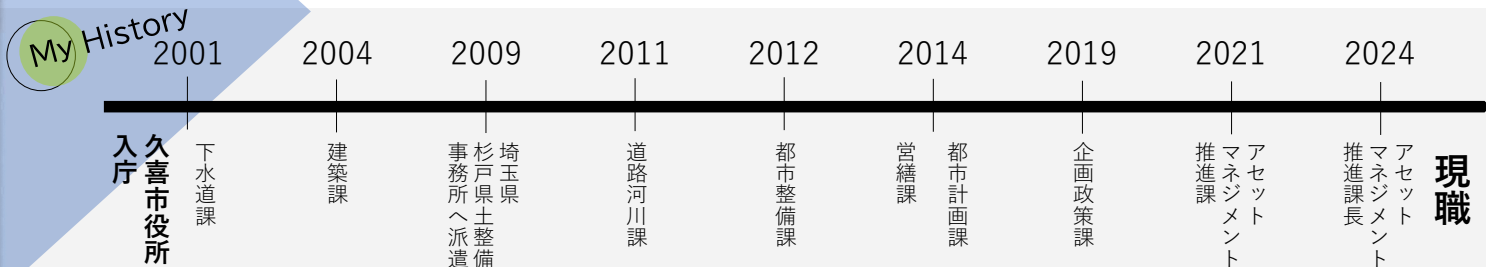 My History
2001
2004
2009
2011
2012
2014
2019
2021
2024
久喜市役所
入庁
下水道課
建築課
埼玉県
杉戸県土整備
事務所へ派遣
道路河川課
都市整備課
都市計画課
営繕課
企画政策課
アセット
マネジメント
推進課
現職
アセット
マネジメント
推進課長